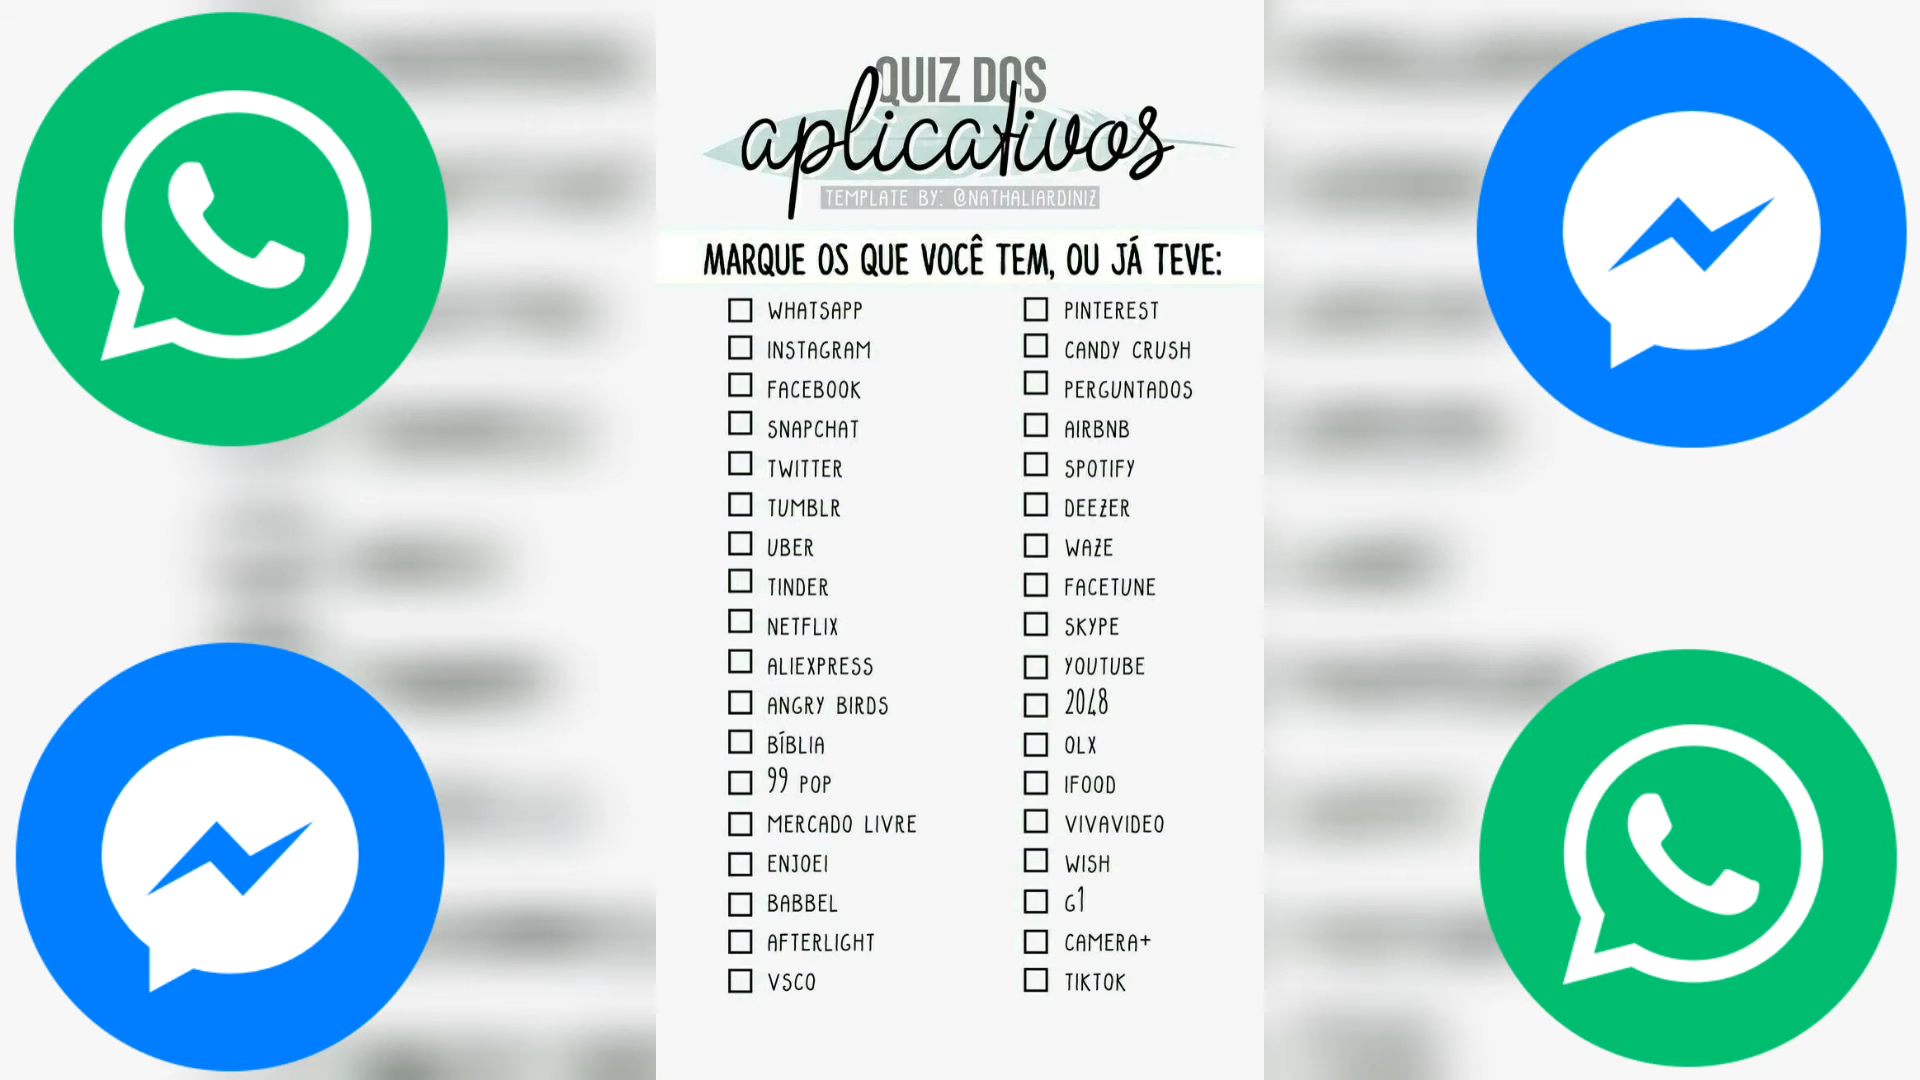 QUIZ DOS
aplicativos
TEMPLATE BY: @NATHALIARDINIZ
MARQUE OS QUE VOCÊ TEM, OU JÁ TEVE:
WHATSAPP
INSTAGRAM
FACEBOOK
SNAPCHAT
TWITTER
TUMBLR
UBER
TINDER
NETFLIX
ALIEXPRESS
ANGRY BIRDS
BÍBLIA
99 POP
MERCADO LIVRE
ENJOEI
BABBEL
AFTERLIGHT
VSCO
PINTEREST
CANDY CRUSH
PERGUNTADOS
AIRBNB
SPOTIFY
DEEZER
WAZE
FACETUNE
SKYPE
YOUTUBE
2048
OLX
IFOOD
VIVAVIDEO
WISH
G1
CAMERA+
TIKTOK